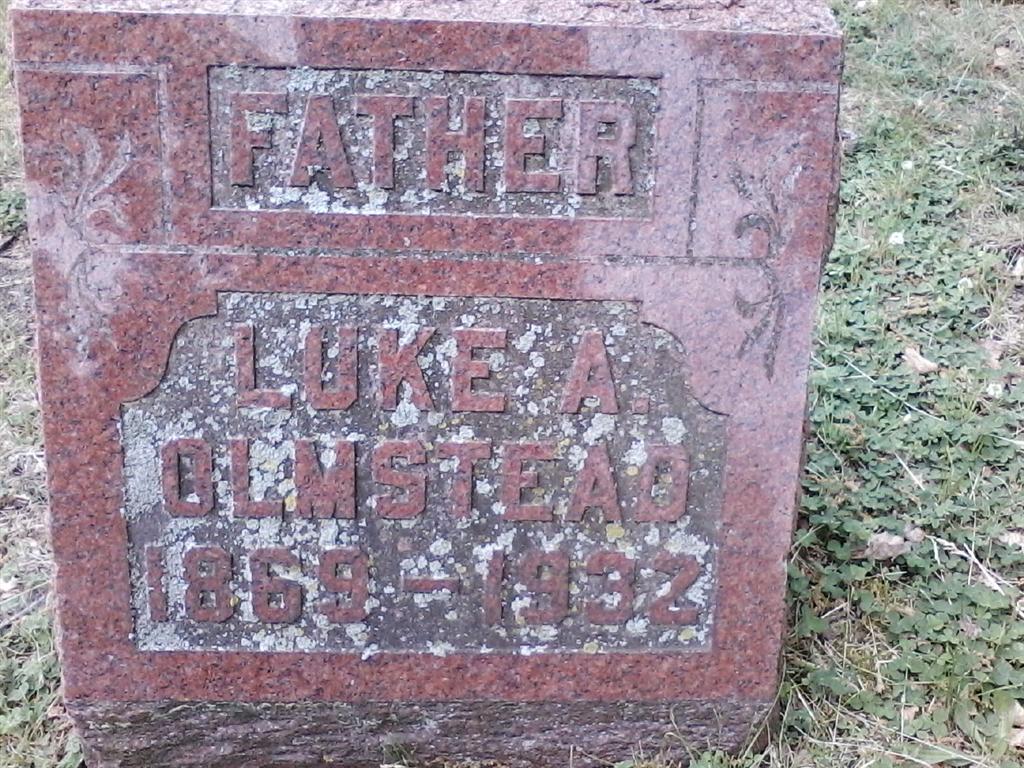 FATHER
LUKE A.
OLMSTEAD
1869-1932